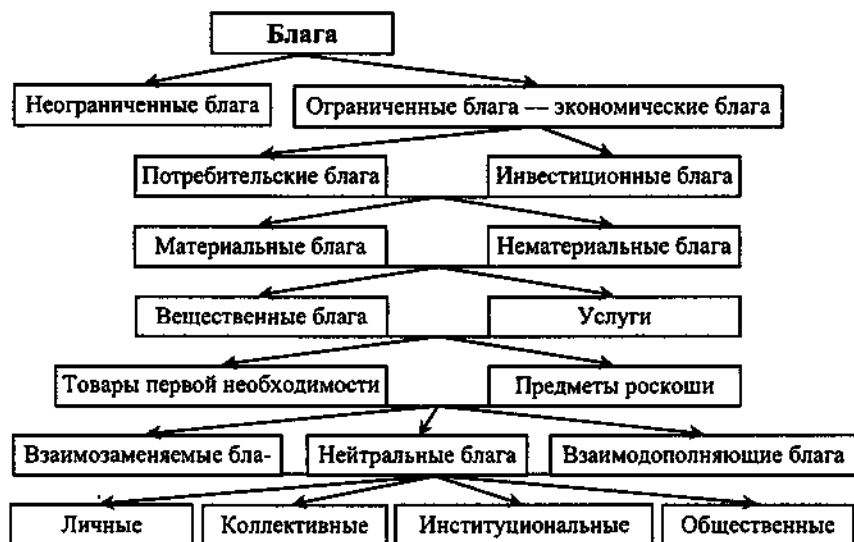 Блага
Неограниченные блага
Ограниченные блага — экономические блага
Потребительские блага
Инвестиционные блага
Материальные блага
Нематериальные блага
Вещественные блага
Услуги
Товары первой необходимости
Предметы роскоши
Взаимозаменяемые бла-
Нейтральные блага
Взаимодополняющие блага
Личные
Коллективные
Институциональные
Общественные